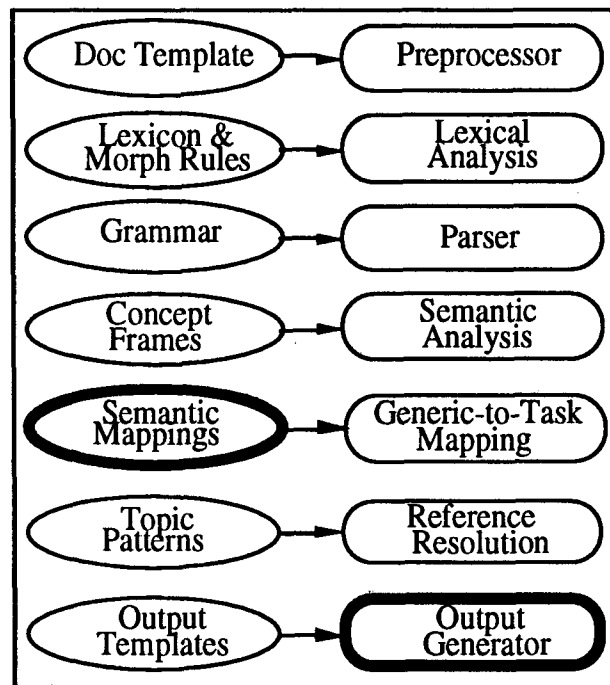 Doc Template
Preprocessor
Lexicon &
Morph Rules
Lexical
Analysis
Grammar
Parser
Concept
Frames
Semantic
Analysis
Semantic
Mappings
Generic-to-Task
Mapping
Topic
Patterns
Reference
Resolution
Output
Templates
Output
Generator